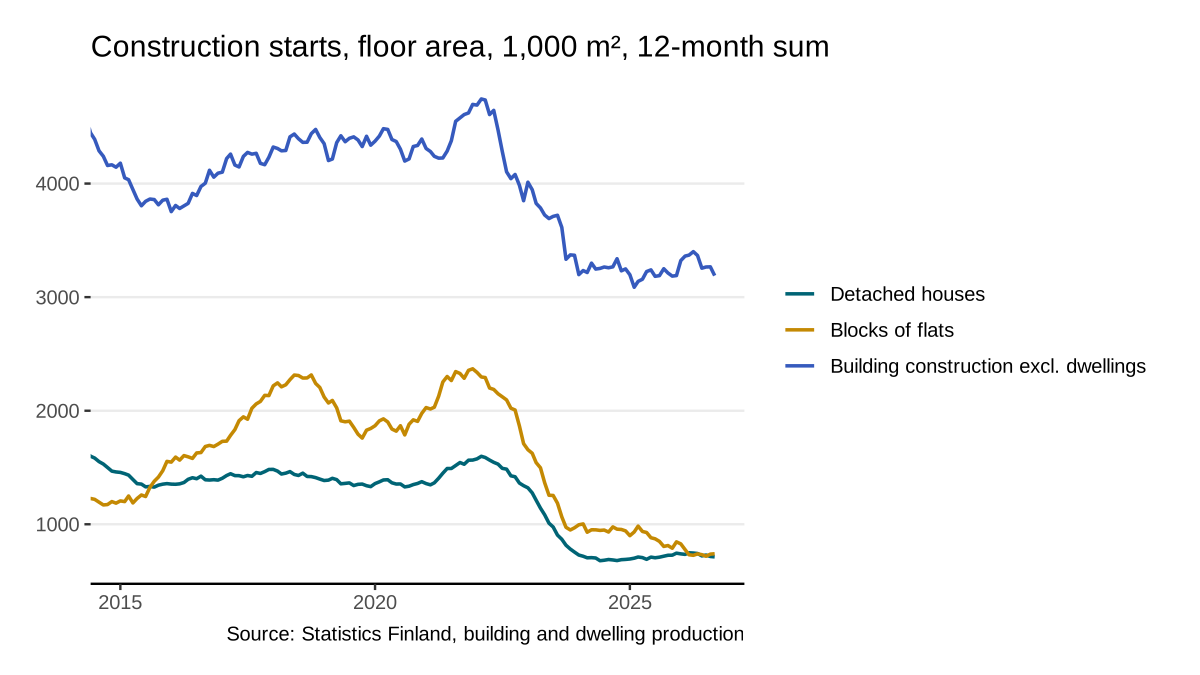 Construction starts, floor area, 1,000 m², 12-month sum
4000
3000
2000
1000
2015 2020 2025
Detached houses
Blocks of flats
Building construction excl. dwellings
Source: Statistics Finland, building and dwelling production